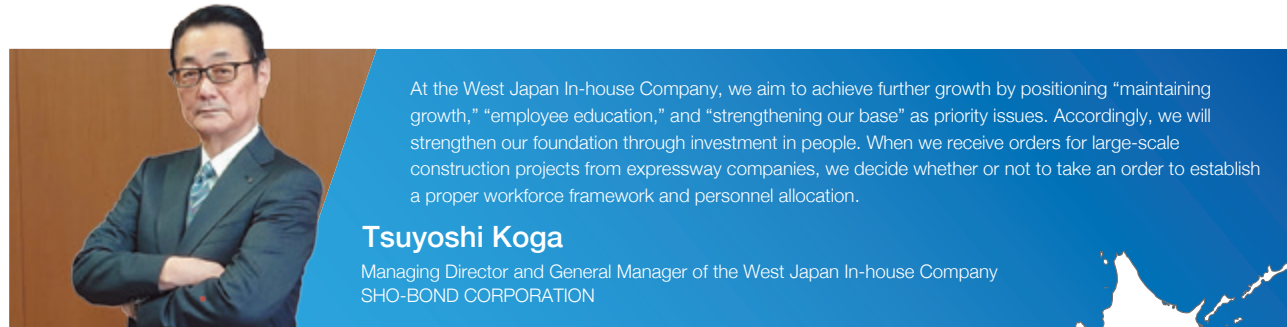 At the West Japan In-house Company, we aim to achieve further growth by positioning “maintaining
growth,” “employee education,” and “strengthening our base” as priority issues. Accordingly, we will
strengthen our foundation through investment in people. When we receive orders for large-scale
construction projects from expressway companies, we decide whether or not to take an order to establish
a proper workforce framework and personnel allocation.
Tsuyoshi Koga
Managing Director and General Manager of the West Japan In-house Company
SHO-BOND CORPORATION